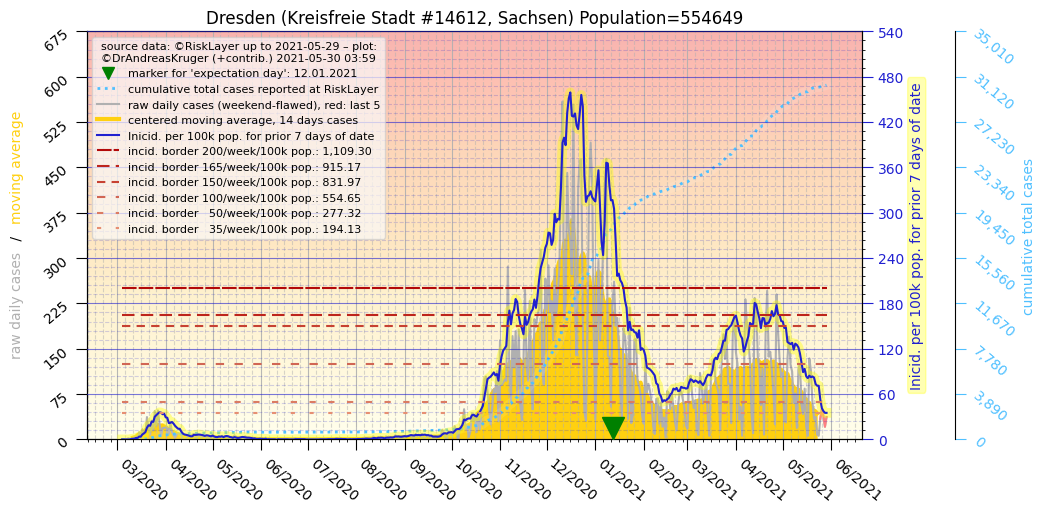 Dresden (Kreisfreie Stadt #14612, Sachsen) Population=554649
source data: ©RiskLayer up to 2021-05-29 – plot:
©DrAndreasKruger (+contrib.) 2021-05-30 03:59
marker for 'expectation day': 12.01.2021
cumulative total cases reported at RiskLayer
raw daily cases (weekend-flawed), red: last 5
centered moving average, 14 days cases
Inicid. per 100k pop. for prior 7 days of date
incid. border 200/week/100k pop.: 1,109.30
incid. border 165/week/100k pop.: 915.17
incid. border 150/week/100k pop.: 831.97
incid. border 100/week/100k pop.: 554.65
incid. border 50/week/100k pop.: 277.32
incid. border 35/week/100k pop.: 194.13
raw daily cases / moving average
675
600
525
450
375
300
225
150
75
0
03/2020
04/2020
05/2020
06/2020
07/2020
08/2020
09/2020
10/2020
11/2020
12/2020
01/2021
02/2021
03/2021
04/2021
05/2021
06/2021
540
480
420
360
300
240
180
120
60
0
Inicid. per 100k pop. for prior 7 days of date
35,010
31,120
27,230
23,340
19,450
15,560
11,670
7,780
3,890
0
cumulative total cases